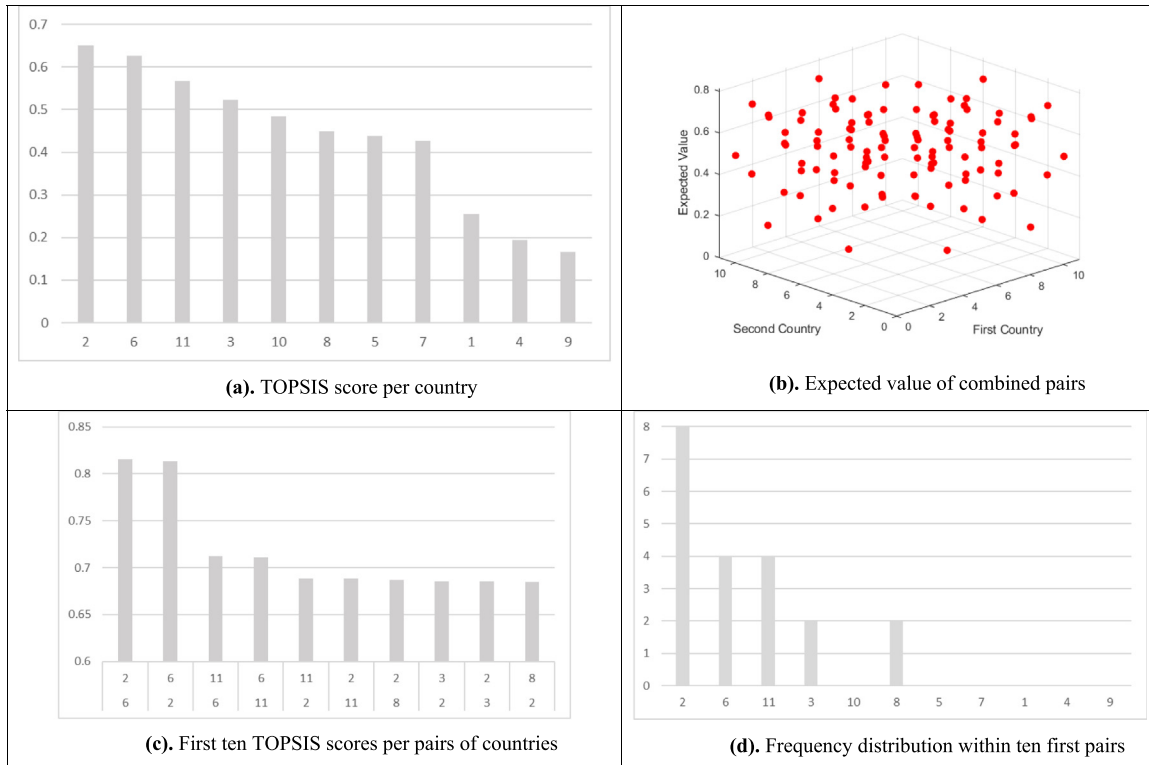 0.7
0.6
0.5
0.4
0.3
0.2
0.1
0
2 6 11 3 10 8 5 7 1 4 9
(a). TOPSIS score per country
0.8
0.6
0.4
0.2
0
Expected Value
10 8 6 4 2 0
Second Country
0 2 4 6 8 10
First Country
(b). Expected value of combined pairs
0.85
0.8
0.75
0.7
0.65
0.6
2 6 11 6 11 2 2 3 2 8
6 2 6 11 2 11 8 2 3 2
(c). First ten TOPSIS scores per pairs of countries
8
7
6
5
4
3
2
1
0
2 6 11 3 10 8 5 7 1 4 9
(d). Frequency distribution within ten first pairs